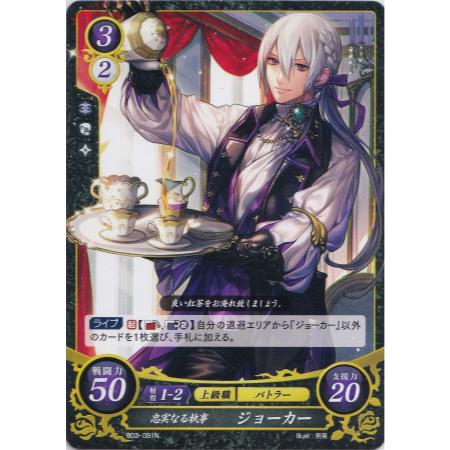 3
2
良い紅茶をお淹れ致しましょう。
ライブ 起 自分の退避エリアから『ジョーカー』以外
のカードを1枚選び、手札に加える。
戦闘力
50
射程 1-2
上級職
バトラー
支援力
20
忠実なる執事 ジョーカー
B02-081N
Illust: